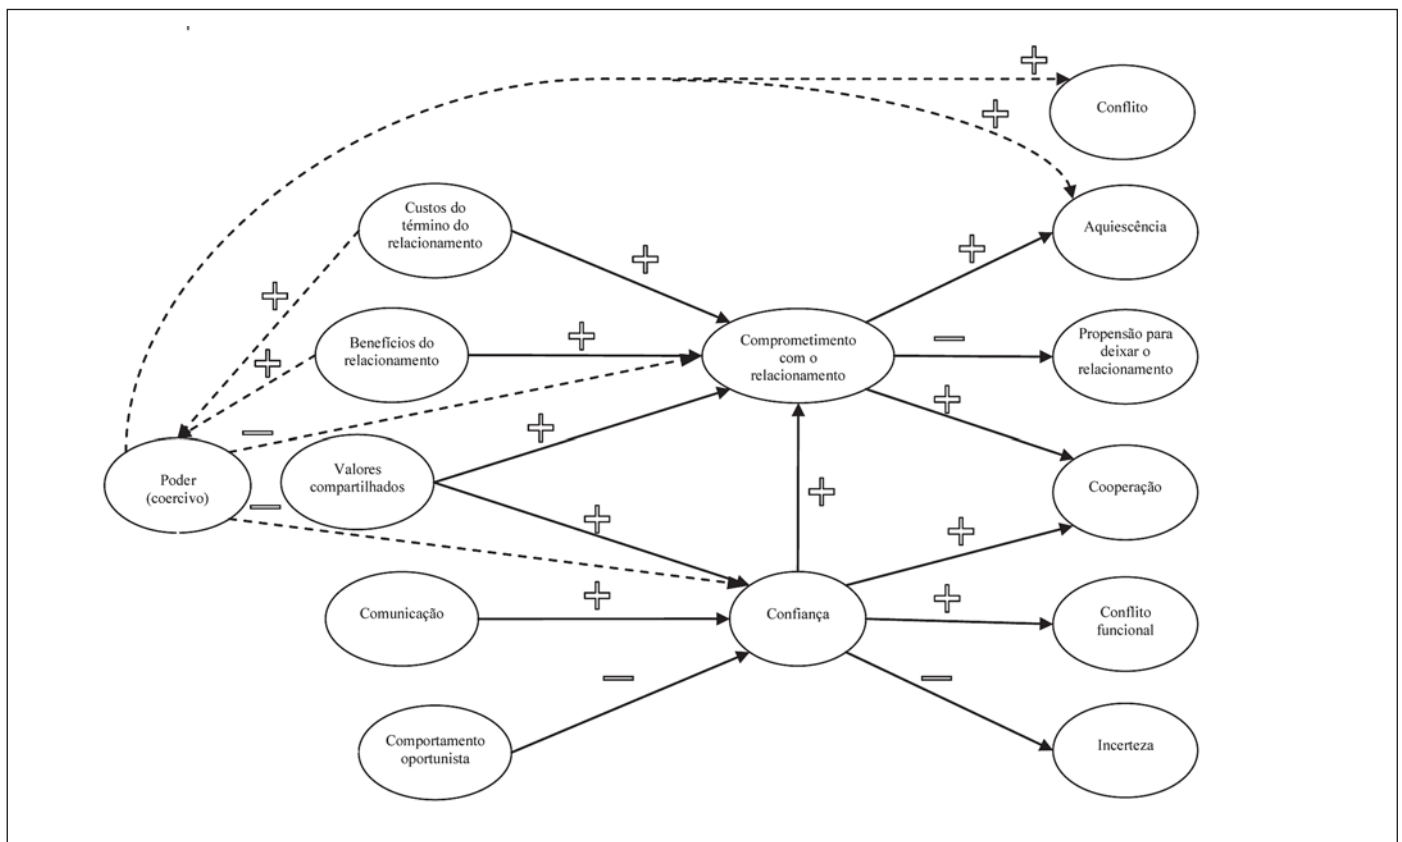 +
Conflito
+
Custos do
término do
relacionamento
Aquiescência
+
+
+
Benefícios do
relacionamento
+
+
Comprometimento
com o
relacionamento
—
Propensão para
deixar o
relacionamento
+
—
+
Valores
compartilhados
Poder
(coercivo)
—
+
+
Cooperação
+
Comunicação
+
Confiança
+
Conflito
funcional
—
—
Comportamento
oportunista
Incerteza